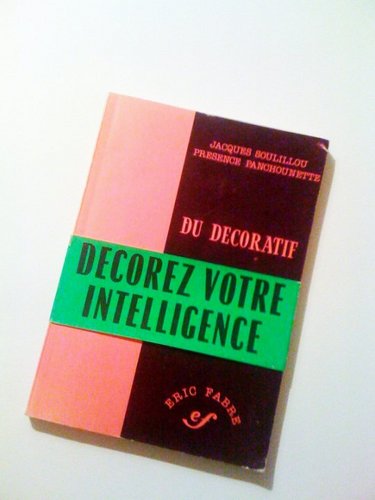 JACQUES SOULILLOU
PRESENCE PANCHOUNETTE
DU DECORATIF
DECOREZ VOTRE
INTELLIGENCE
ERIC FABRE
ef